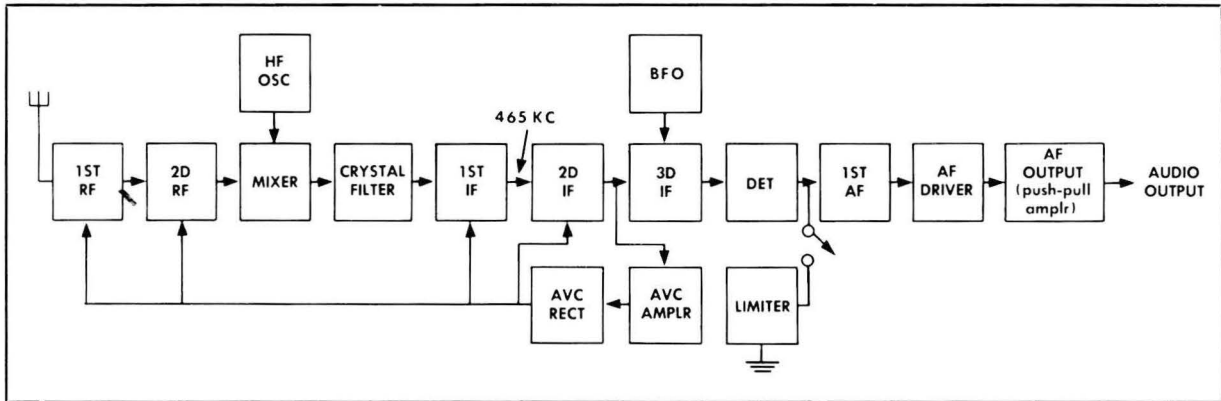 HF
OSC
BFO
465 KC
1ST
RF
2D
RF
MIXER
CRYSTAL
FILTER
1ST
IF
2D
IF
3D
IF
DET
1ST
AF
AF
DRIVER
AF
OUTPUT
(push-pull
amplr)
AUDIO
OUTPUT
AVC
RECT
AVC
AMPLR
LIMITER